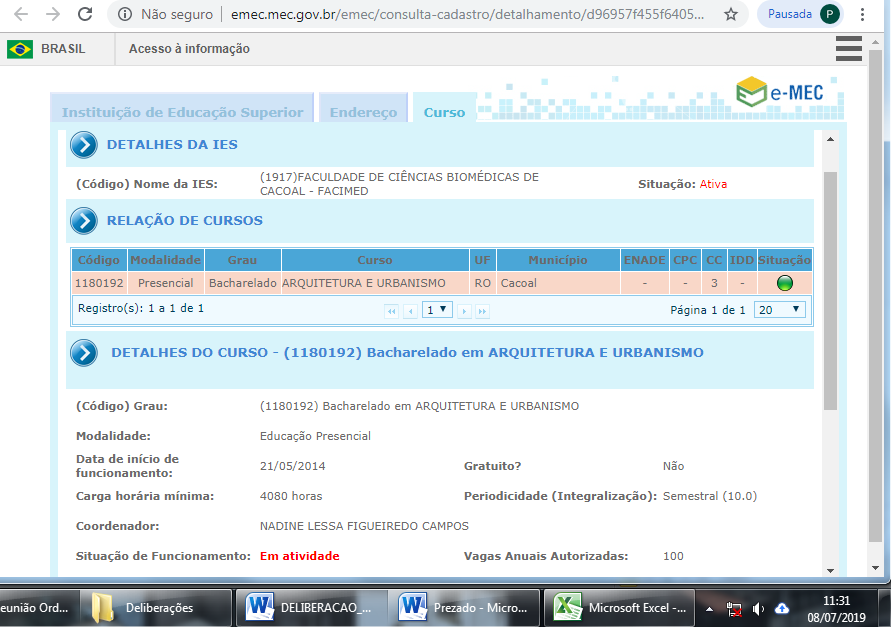 Não seguro | emec.mec.gov.br/emec/consulta-cadastro/detalhamento/d96957f455f6405... Pausada P
BRASIL Acesso à informação
e-MEC
Instituição de Educação Superior Endereço Curso
DETALHES DA IES
(Código) Nome da IES: (1917)FACULDADE DE CIÊNCIAS BIOMÉDICAS DE CACOAL - FACIMED Situação: Ativa
RELAÇÃO DE CURSOS
Código Modalidade Grau Curso UF Município ENADE CPC CC IDD Situação
1180192 Presencial Bacharelado ARQUITETURA E URBANISMO RO Cacoal - - 3 -
Registro(s): 1 a 1 de 1 1 Página 1 de 1 20
DETALHES DO CURSO - (1180192) Bacharelado em ARQUITETURA E URBANISMO
(Código) Grau: (1180192) Bacharelado em ARQUITETURA E URBANISMO
Modalidade: Educação Presencial
Data de início de funcionamento: 21/05/2014 Gratuito? Não
Carga horária mínima: 4080 horas Periodicidade (Integralização): Semestral (10.0)
Coordenador: NADINE LESSA FIGUEIREDO CAMPOS
Situação de Funcionamento: Em atividade Vagas Anuais Autorizadas: 100
eunião Ord... Deliberações DELIBERACAO_... Prezado - Micro... Microsoft Excel -... 11:31
08/07/2019